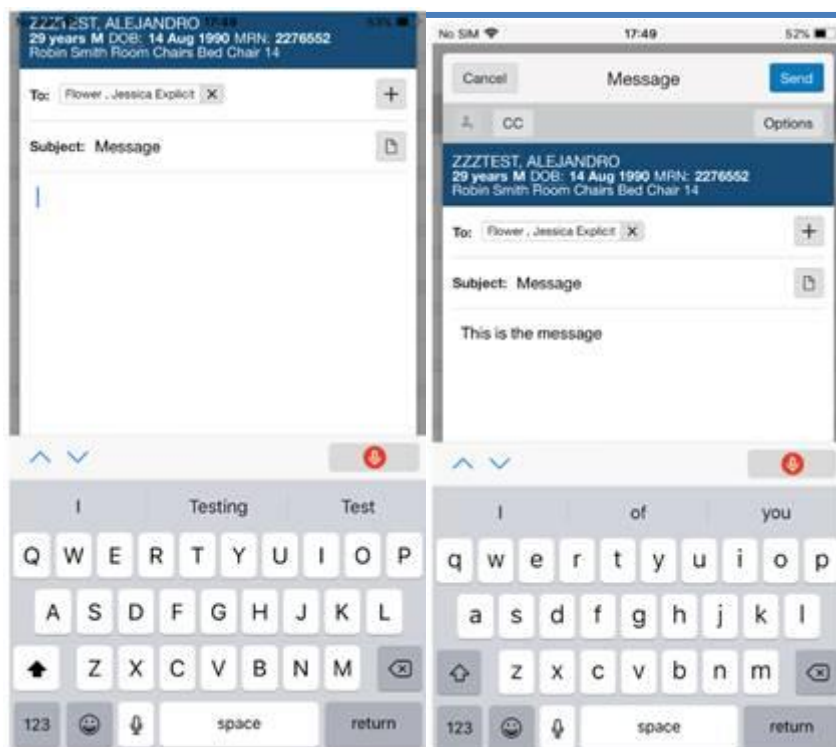 ZZZTEST, ALEJANDRO
29 years M DOB: 14 Aug 1990 MRN: 2276552
Robin Smith Room Chairs Bed Chair 14
To: Flower , Jessica Explicit X
Subject: Message
I Testing Test
Q W E R T Y U I O P
A S D F G H J K L
Z X C V B N M
123 space return
No SIM 17:49 52%
Cancel Message Send
CC Options
ZZZTEST, ALEJANDRO
29 years M DOB: 14 Aug 1990 MRN: 2276552
Robin Smith Room Chairs Bed Chair 14
To: Flower , Jessica Explicit X
Subject: Message
This is the message
I of you
q w e r t y u i o p
a s d f g h j k l
z x c v b n m
123 space return